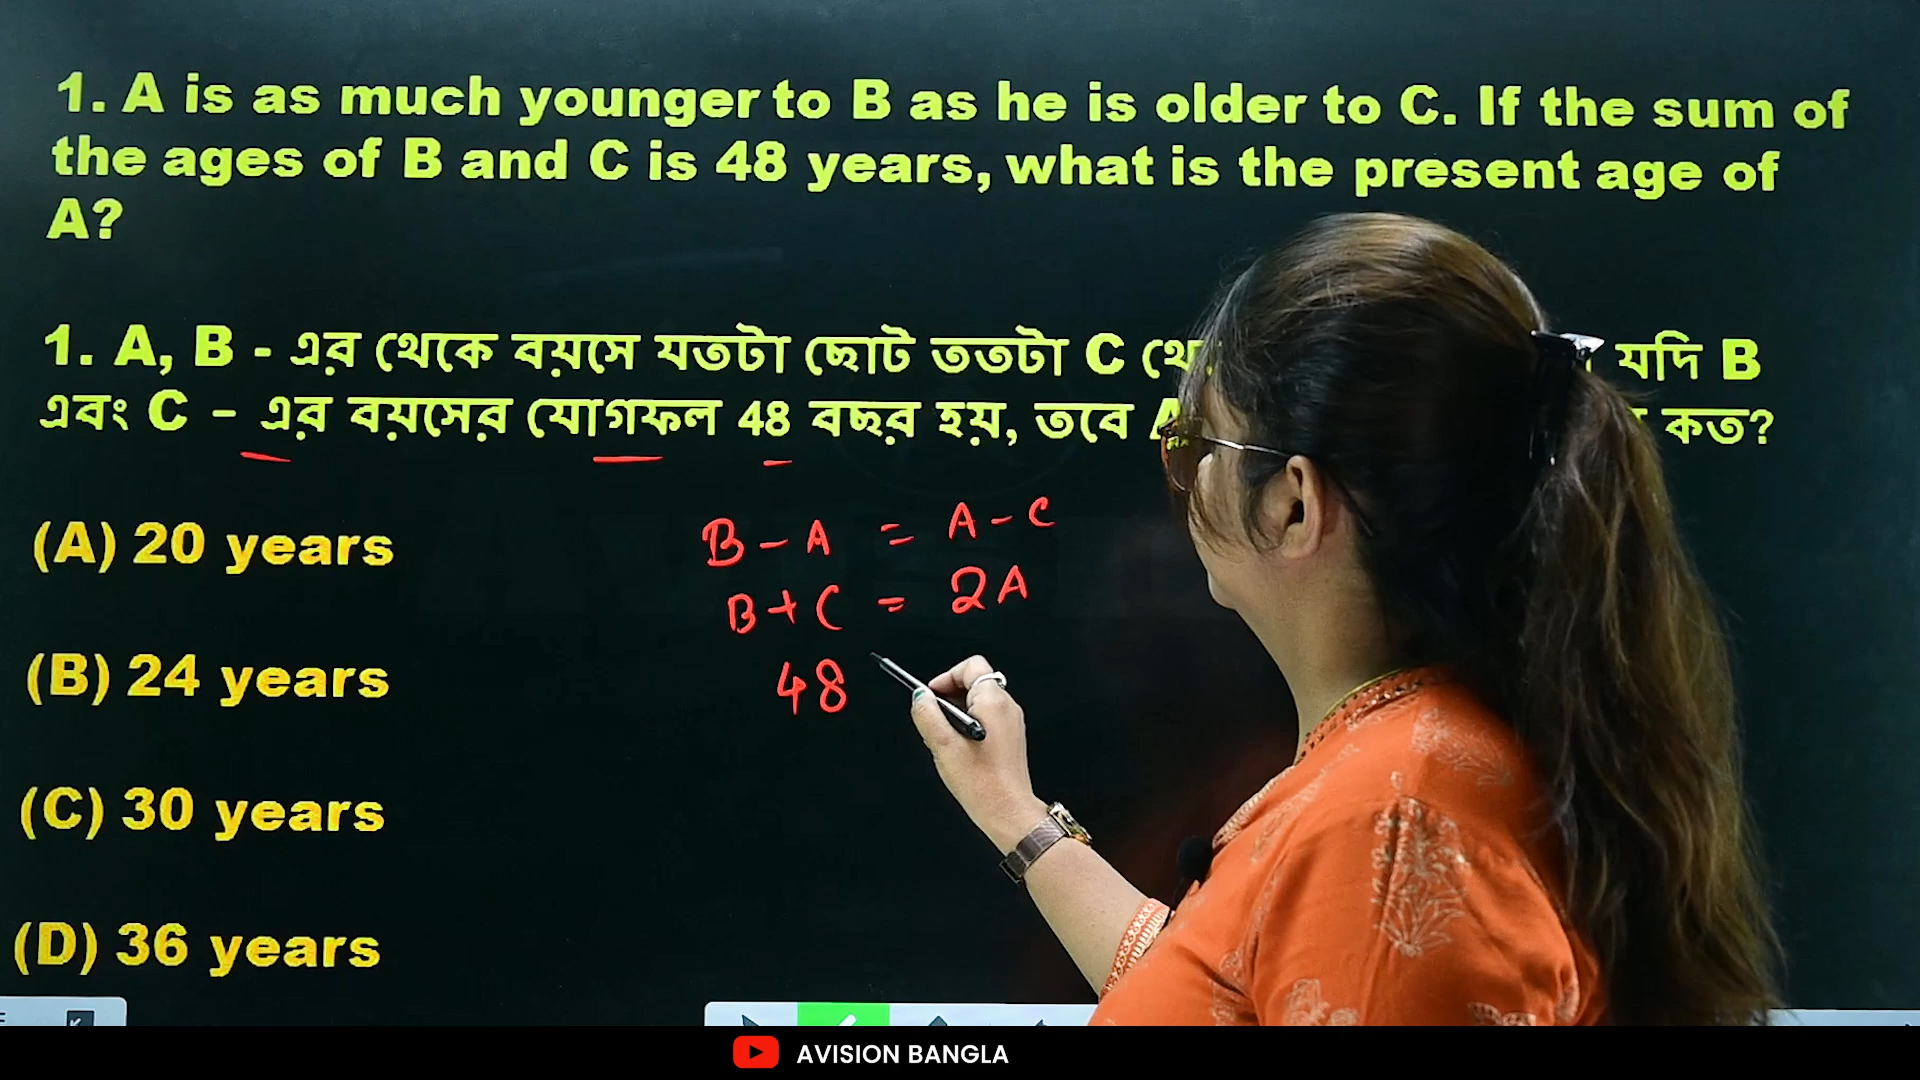 1. A is as much younger to B as he is older to C. If the sum of
the ages of B and C is 48 years, what is the present age of
A?
1. A, B - এর থেকে বয়সে যতটা ছোট ততটা C যদি B
এবং C – এর বয়সের যোগফল 48 বছর হয়, তবে কত?
(A) 20 years
B - A = A - C
B + C = 2A
(B) 24 years
48
(C) 30 years
(D) 36 years
AVISION BANGLA